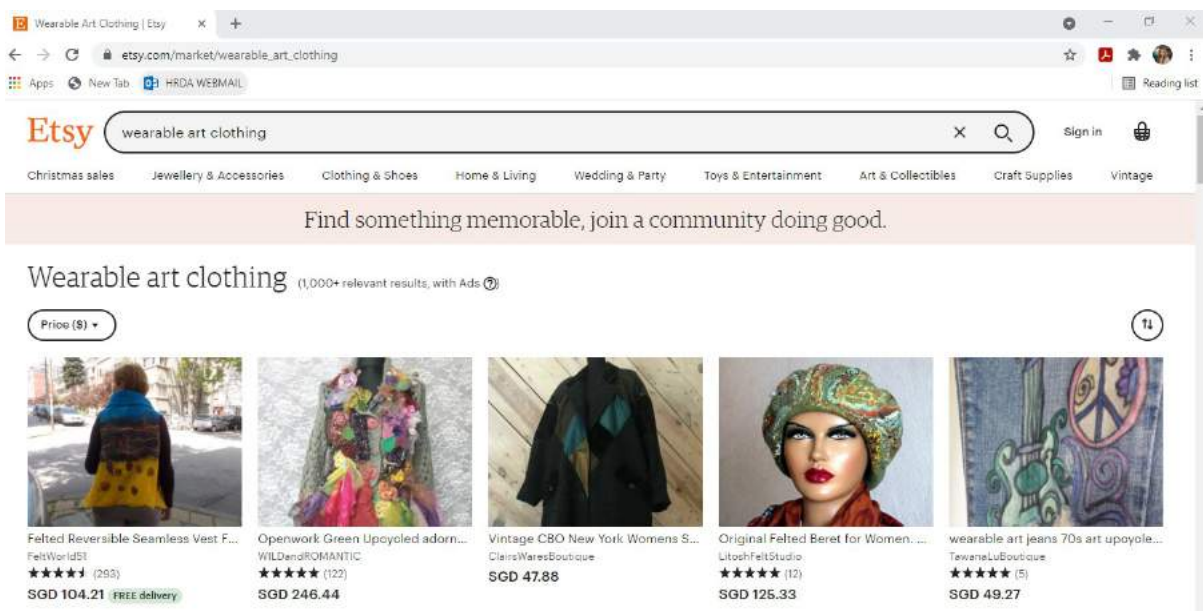 Wearable Art Clothing | Etsy
etsy.com/market/wearable_art_clothing
Apps New Tab HRDA WEBMAIL Reading list
Etsy wearable art clothing Sign in
Christmas sales Jewellery & Accessories Clothing & Shoes Home & Living Wedding & Party Toys & Entertainment Art & Collectibles Craft Supplies Vintage
Find something memorable, join a community doing good.
Wearable art clothing (1,000+ relevant results, with Ads ?)
Price ($)
Felted Reversible Seamless Vest F... Openwork Green Upcycled adorn... Vintage CBO New York Womens S... Original Felted Beret for Women. ... wearable art jeans 70s art upcycle...
FeltWorld51 WILDandROMANTIC ClairsWaresBoutique LitoshFeltStudio TawanaLuBoutique
(293) (122) SGD 47.88 (12) (5)
SGD 104.21 FREE delivery SGD 246.44 SGD 125.33 SGD 49.27